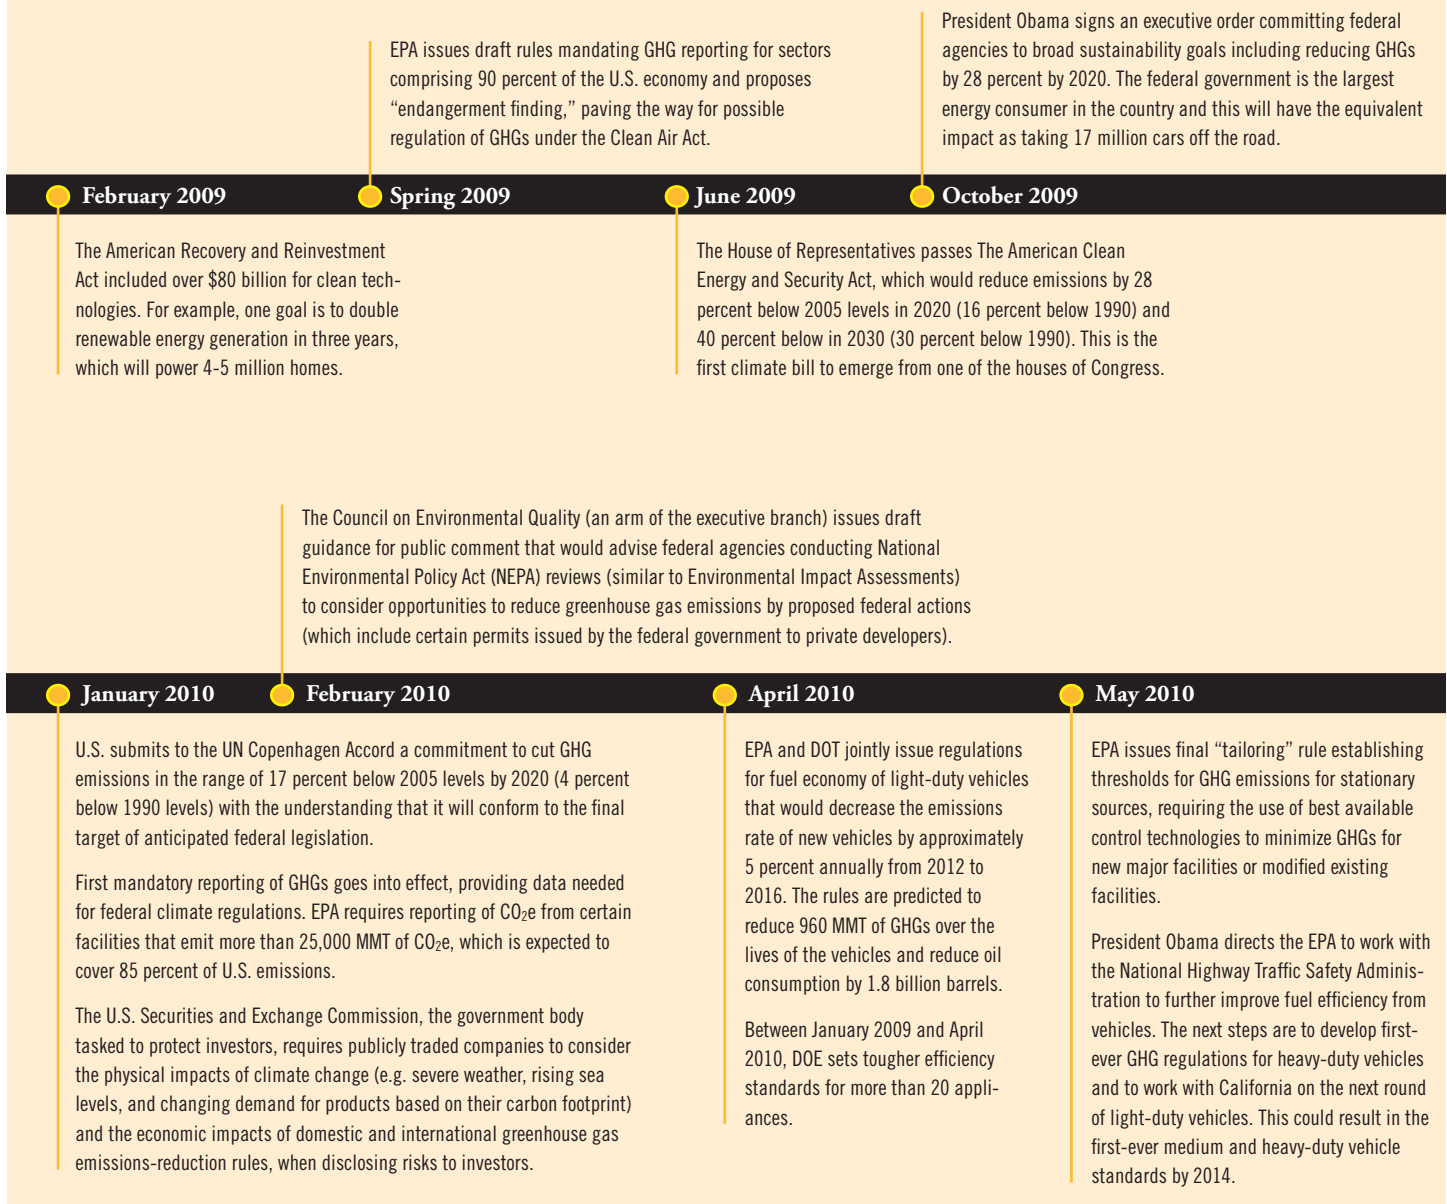 President Obama signs an executive order committing federal
agencies to broad sustainability goals including reducing GHGs
by 28 percent by 2020. The federal government is the largest
energy consumer in the country and this will have the equivalent
impact as taking 17 million cars off the road.
EPA issues draft rules mandating GHG reporting for sectors
comprising 90 percent of the U.S. economy and proposes
“endangerment finding,” paving the way for possible
regulation of GHGs under the Clean Air Act.
February 2009
Spring 2009
June 2009
October 2009
The American Recovery and Reinvestment
Act included over $80 billion for clean tech-
nologies. For example, one goal is to double
renewable energy generation in three years,
which will power 4-5 million homes.
The House of Representatives passes The American Clean
Energy and Security Act, which would reduce emissions by 28
percent below 2005 levels in 2020 (16 percent below 1990) and
40 percent below in 2030 (30 percent below 1990). This is the
first climate bill to emerge from one of the houses of Congress.
The Council on Environmental Quality (an arm of the executive branch) issues draft
guidance for public comment that would advise federal agencies conducting National
Environmental Policy Act (NEPA) reviews (similar to Environmental Impact Assessments)
to consider opportunities to reduce greenhouse gas emissions by proposed federal actions
(which include certain permits issued by the federal government to private developers).
January 2010
February 2010
April 2010
May 2010
U.S. submits to the UN Copenhagen Accord a commitment to cut GHG
emissions in the range of 17 percent below 2005 levels by 2020 (4 percent
below 1990 levels) with the understanding that it will conform to the final
target of anticipated federal legislation.
First mandatory reporting of GHGs goes into effect, providing data needed
for federal climate regulations. EPA requires reporting of CO₂e from certain
facilities that emit more than 25,000 MMT of CO₂e, which is expected to
cover 85 percent of U.S. emissions.
The U.S. Securities and Exchange Commission, the government body
tasked to protect investors, requires publicly traded companies to consider
the physical impacts of climate change (e.g. severe weather, rising sea
levels, and changing demand for products based on their carbon footprint)
and the economic impacts of domestic and international greenhouse gas
emissions-reduction rules, when disclosing risks to investors.
EPA and DOT jointly issue regulations
for fuel economy of light-duty vehicles
that would decrease the emissions
rate of new vehicles by approximately
5 percent annually from 2012 to
2016. The rules are predicted to
reduce 960 MMT of GHGs over the
lives of the vehicles and reduce oil
consumption by 1.8 billion barrels.
Between January 2009 and April
2010, DOE sets tougher efficiency
standards for more than 20 appli-
ances.
EPA issues final “tailoring” rule establishing
thresholds for GHG emissions for stationary
sources, requiring the use of best available
control technologies to minimize GHGs for
new major facilities or modified existing
facilities.
President Obama directs the EPA to work with
the National Highway Traffic Safety Adminis-
tration to further improve fuel efficiency from
vehicles. The next steps are to develop first-
ever GHG regulations for heavy-duty vehicles
and to work with California on the next round
of light-duty vehicles. This could result in the
first-ever medium and heavy-duty vehicle
standards by 2014.